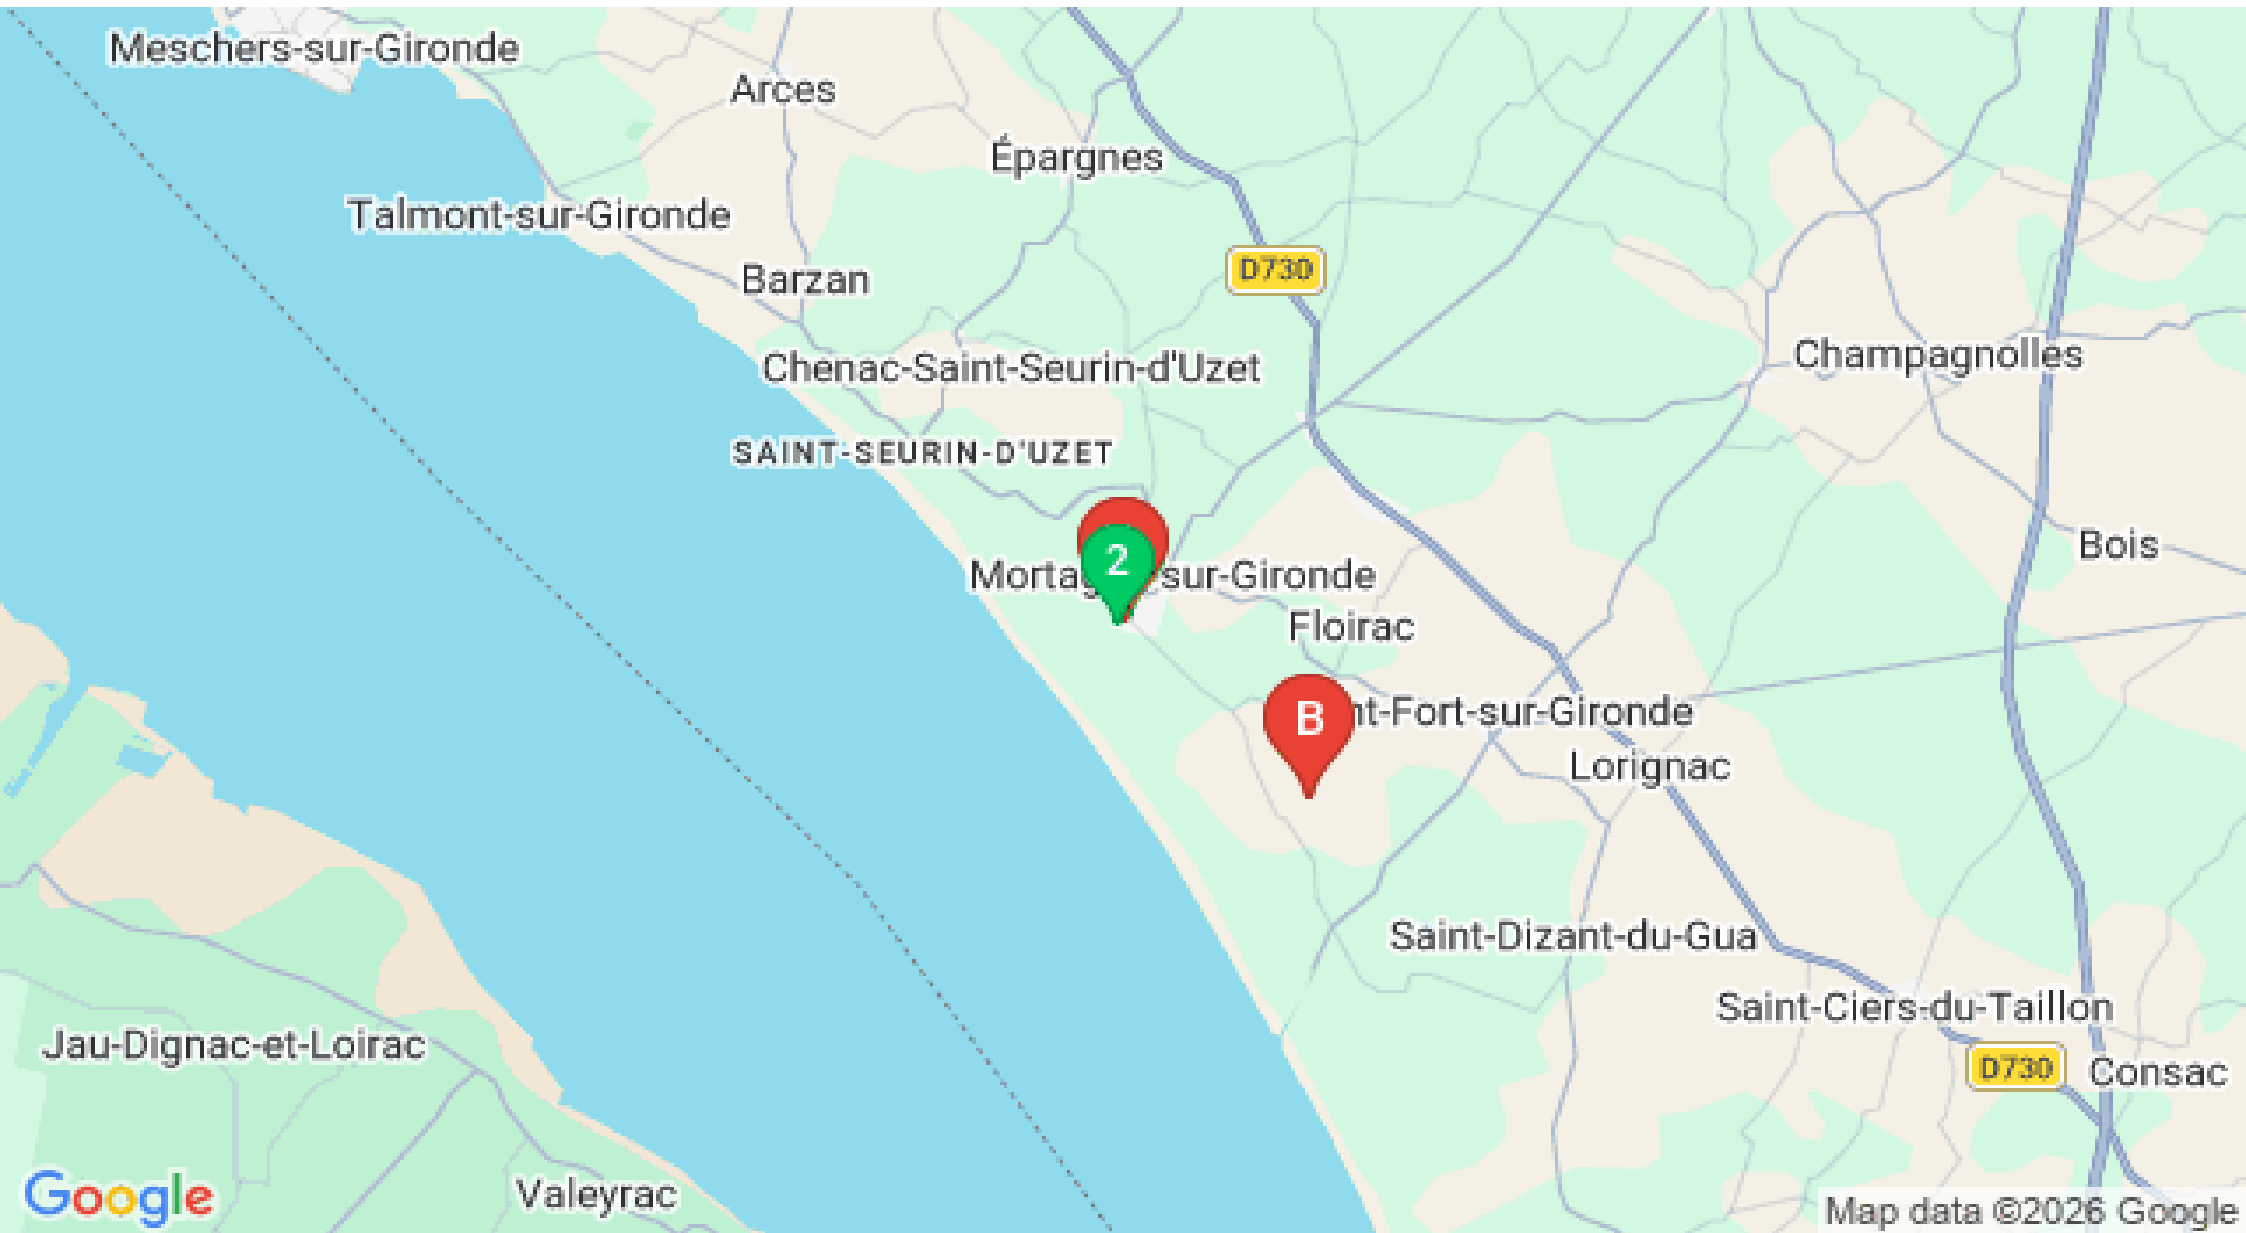 Meschers-sur-Gironde
Arces
Épargnes
Talmont-sur-Gironde
D730
Barzan
Champagnolles
Chenac-Saint-Seurin-d'Uzet
SAINT-SEURIN-D'UZET
Bois
2
sur-Gironde
Floirac
B
nt-Fort-sur-Gironde
Lorignac
Saint-Dizant-du-Gua
Saint-Ciers-du-Taillon
Jau-Dignac-et-Loirac
D730
Consac
Valeyrac
Google
Map data ©2026 Google